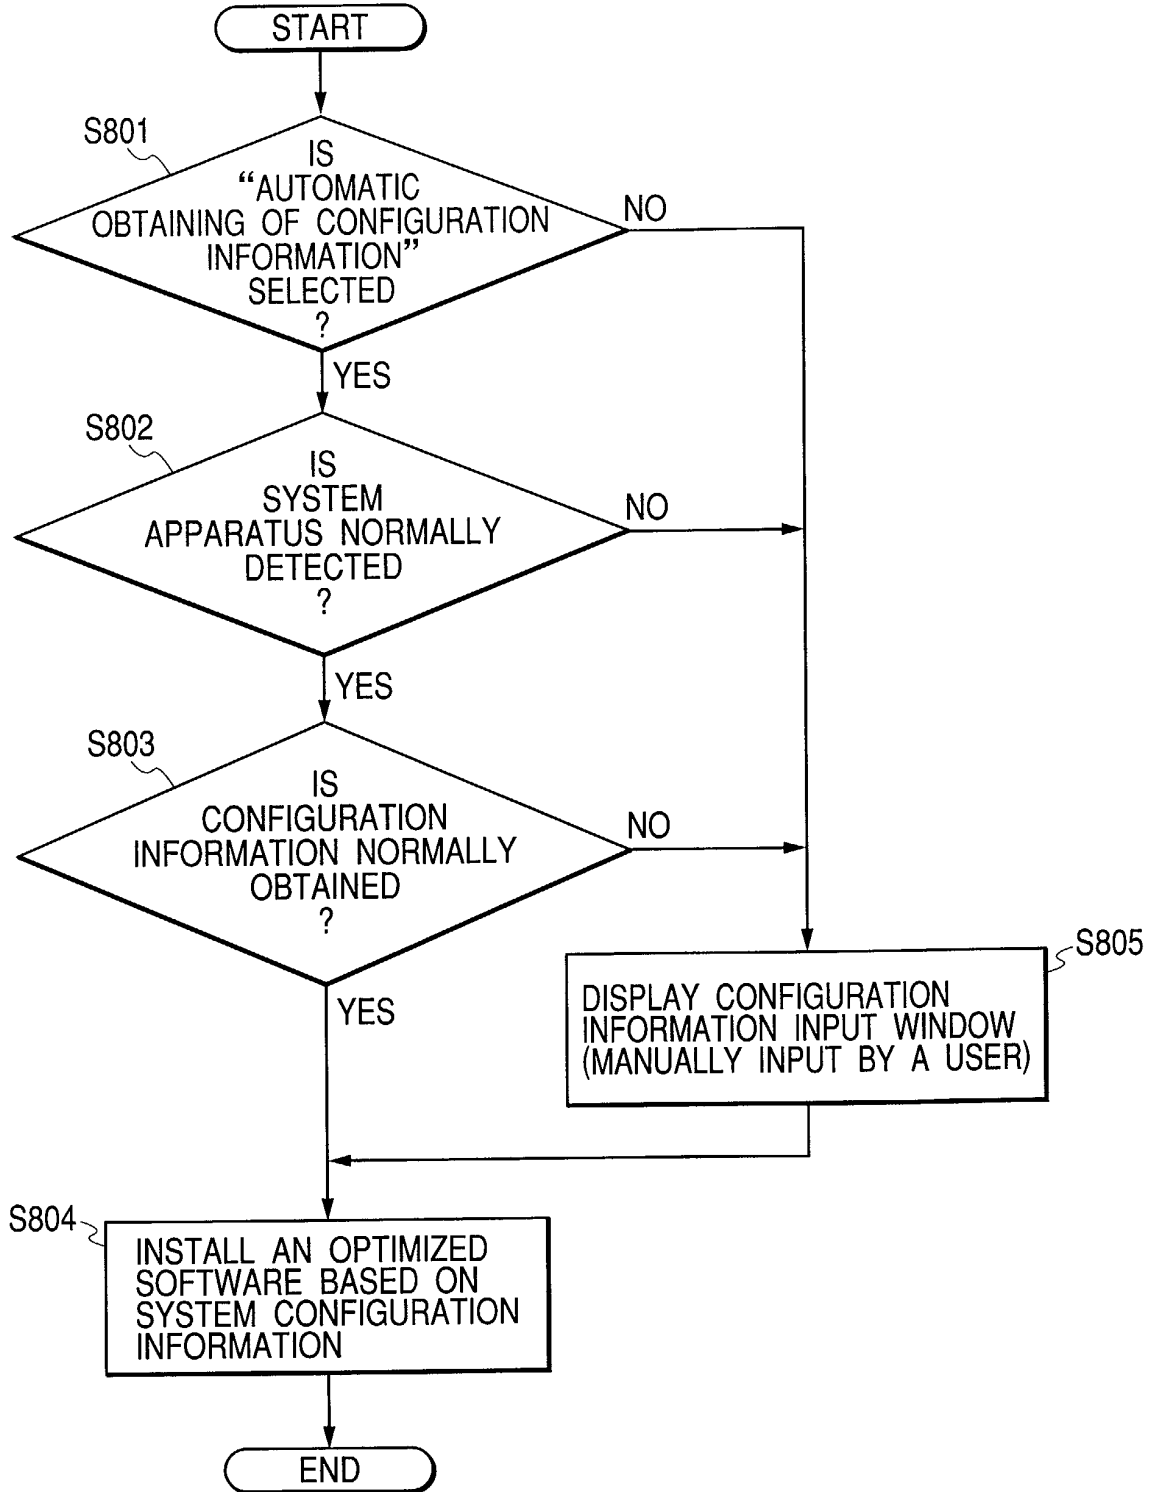 START
S801
IS
“AUTOMATIC
OBTAINING OF CONFIGURATION
INFORMATION”
SELECTED
?
NO
YES
S802
IS
SYSTEM
APPARATUS NORMALLY
DETECTED
?
NO
YES
S803
IS
CONFIGURATION
INFORMATION NORMALLY
OBTAINED
?
NO
YES
S805
DISPLAY CONFIGURATION
INFORMATION INPUT WINDOW
(MANUALLY INPUT BY A USER)
S804
INSTALL AN OPTIMIZED
SOFTWARE BASED ON
SYSTEM CONFIGURATION
INFORMATION
END